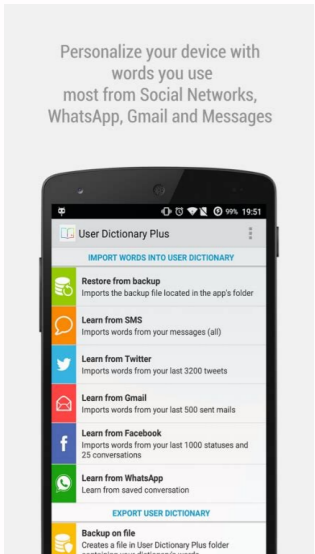 Personalize your device with
words you use
most from Social Networks,
WhatsApp, Gmail and Messages
99% 19:51
User Dictionary Plus
IMPORT WORDS INTO USER DICTIONARY
Restore from backup
Imports the backup file located in the app's folder
Learn from SMS
Imports words from your messages (all)
Learn from Twitter
Imports words from your last 3200 tweets
Learn from Gmail
Imports words from your last 500 sent mails
Learn from Facebook
Imports words from your last 1000 statuses and
25 conversations
Learn from WhatsApp
Learn from saved conversation
EXPORT USER DICTIONARY
Backup on file
Creates a file in User Dictionary Plus folder
containing your dictionary's words